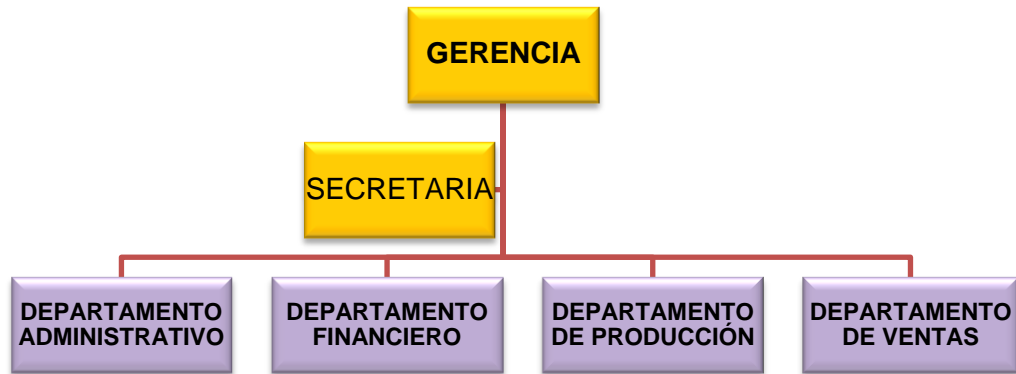 GERENCIA
SECRETARIA
DEPARTAMENTO
ADMINISTRATIVO
DEPARTAMENTO
FINANCIERO
DEPARTAMENTO
DE PRODUCCIÓN
DEPARTAMENTO
DE VENTAS